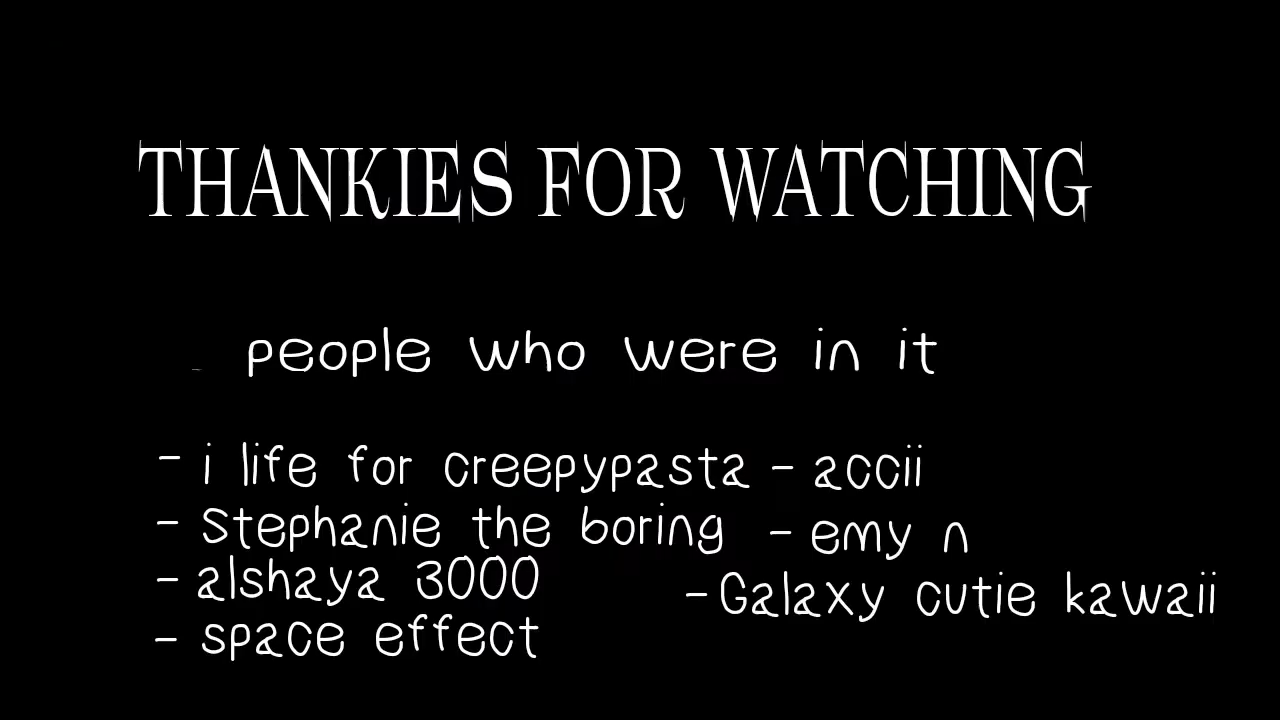 THANKIES FOR WATCHING
people who were in it
- i life for creepypasta - accii
- Stephanie the boring - emy n
- alshaya 3000 - Galaxy cutie kawaii
- space effect